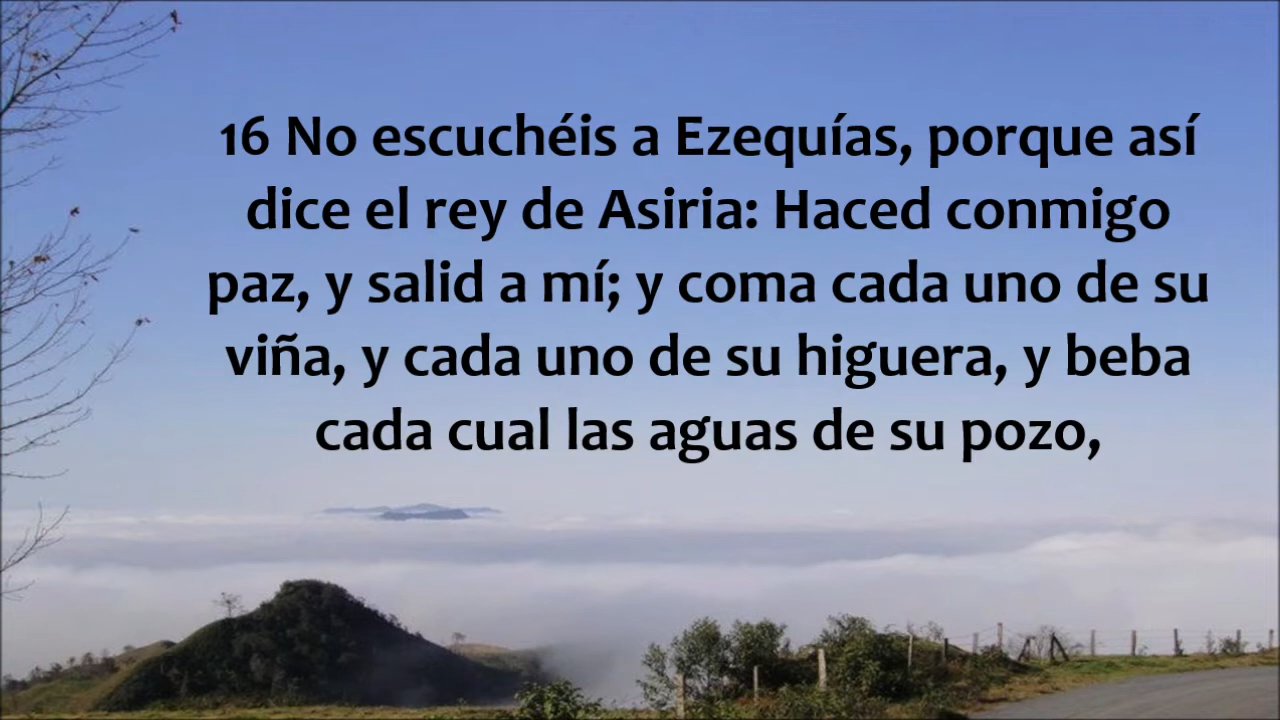 16 No escuchéis a Ezequías, porque así
dice el rey de Asiria: Haced conmigo
paz, y salid a mí; y coma cada uno de su
viña, y cada uno de su higuera, y beba
cada cual las aguas de su pozo,